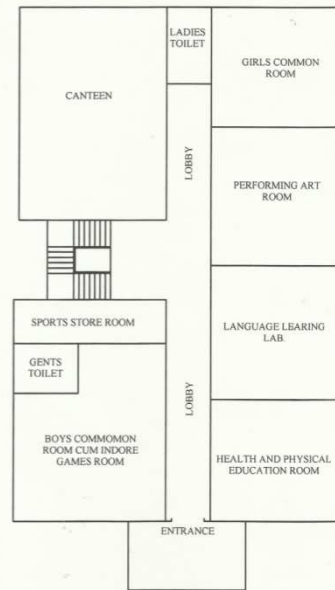 LADIES
TOILET
GIRLS COMMON
ROOM
CANTEEN
LOBBY
PERFORMING ART
ROOM
SPORTS STORE ROOM
LANGUAGE LEARING
LAB.
GENTS
TOILET
LOBBY
BOYS COMMOMON
ROOM CUM INDORE
GAMES ROOM
HEALTH AND PHYSICAL
EDUCATION ROOM
ENTRANCE